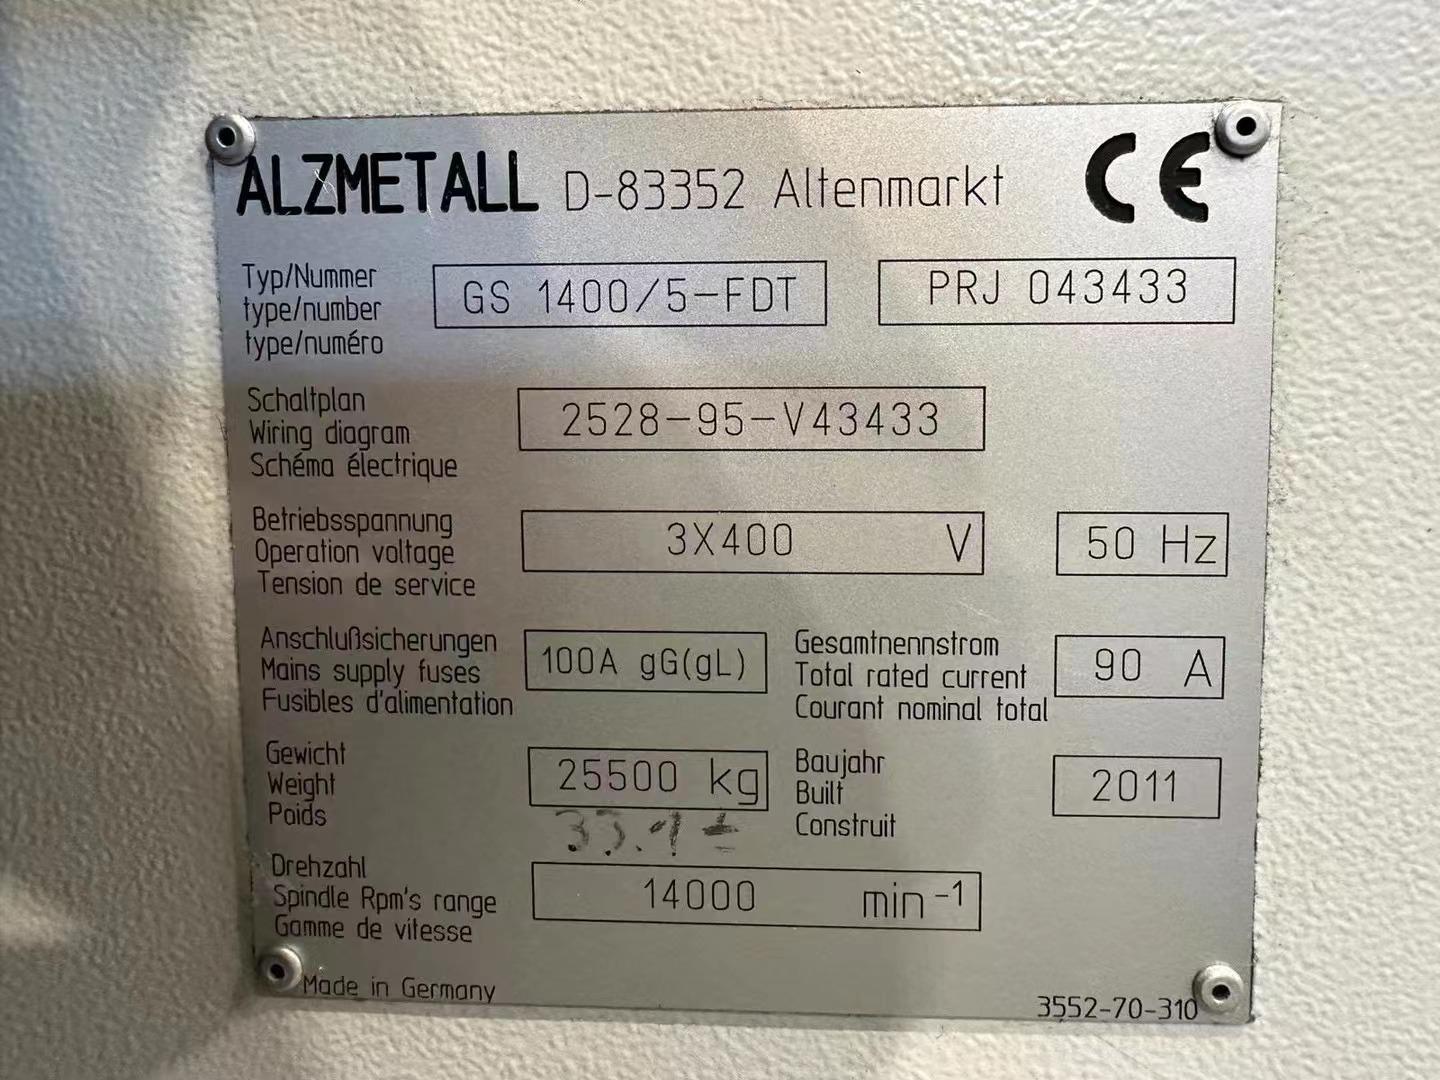 ALZMETALL D-83352 Altenmarkt CE
Typ/Nummer
type/number
type/numéro
GS 1400/5-FDT
PRJ 043433
Schaltplan
Wiring diagram
Schéma électrique
2528-95-V43433
Betriebsspannung
Operation voltage
Tension de service
3X400 V
50 Hz
Anschlußsicherungen
Mains supply fuses
Fusibles d'alimentation
100A gG(gL)
Gesamtnennstrom
Total rated current
Courant nominal total
90 A
Gewicht
Weight
Poids
25500 kg
Baujahr
Built
Construit
2011
Drehzahl
Spindle Rpm's range
Gamme de vitesse
14000 min⁻¹
Made in Germany
3552-70-310